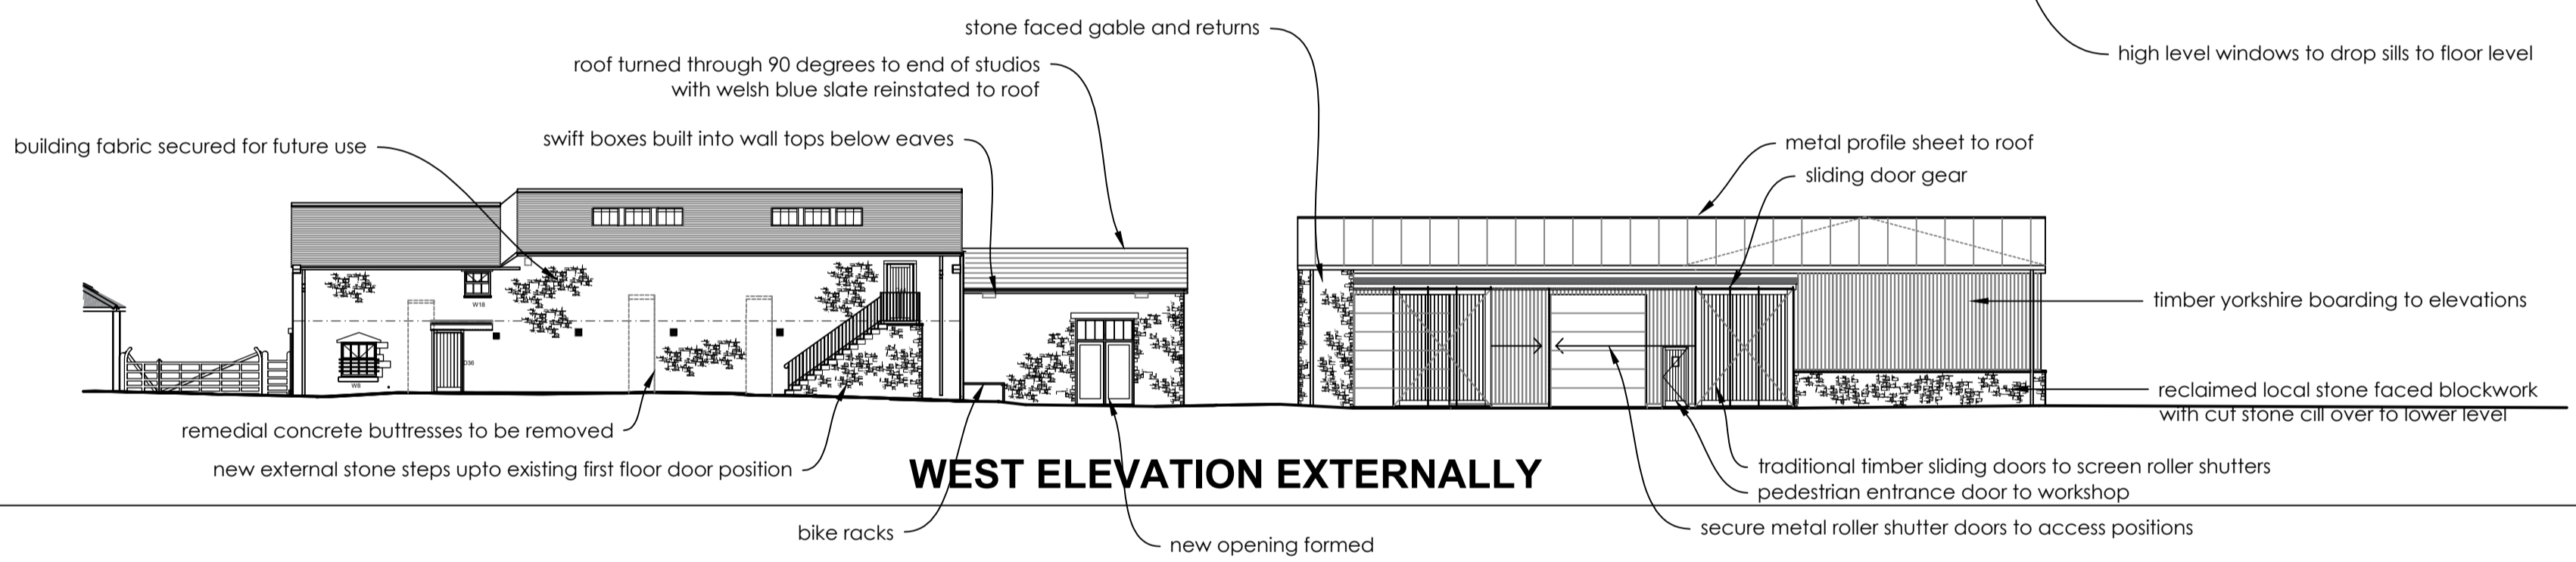 stone faced gable and returns
high level windows to drop sills to floor level
roof turned through 90 degrees to end of studios
with welsh blue slate reinstated to roof
swift boxes built into wall tops below eaves
building fabric secured for future use
metal profile sheet to roof
sliding door gear
W18
timber yorkshire boarding to elevations
D36
W8
reclaimed local stone faced blockwork
with cut stone cill over to lower level
remedial concrete buttresses to be removed
new external stone steps upto existing first floor door position
WEST ELEVATION EXTERNALLY
traditional timber sliding doors to screen roller shutters
pedestrian entrance door to workshop
bike racks
new opening formed
secure metal roller shutter doors to access positions